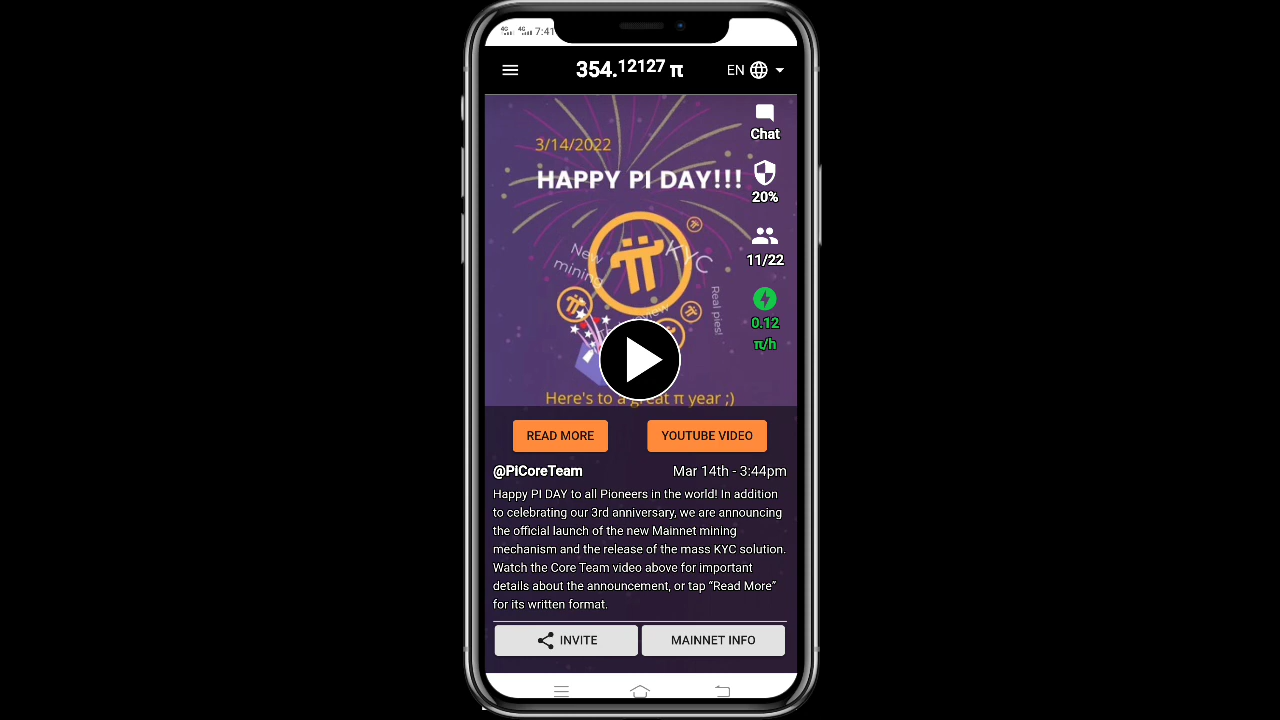 4G 4G 7:41
354.12127 π
EN
Chat
3/14/2022
HAPPY PI DAY!!!
20%
New mining
KYC
11/22
Real pies!
0.12
π/h
Here's to a great π year ;)
READ MORE
YOUTUBE VIDEO
@PiCoreTeam
Mar 14th - 3:44pm
Happy PI DAY to all Pioneers in the world! In addition
to celebrating our 3rd anniversary, we are announcing
the official launch of the new Mainnet mining
mechanism and the release of the mass KYC solution.
Watch the Core Team video above for important
details about the announcement, or tap “Read More”
for its written format.
INVITE
MAINNET INFO